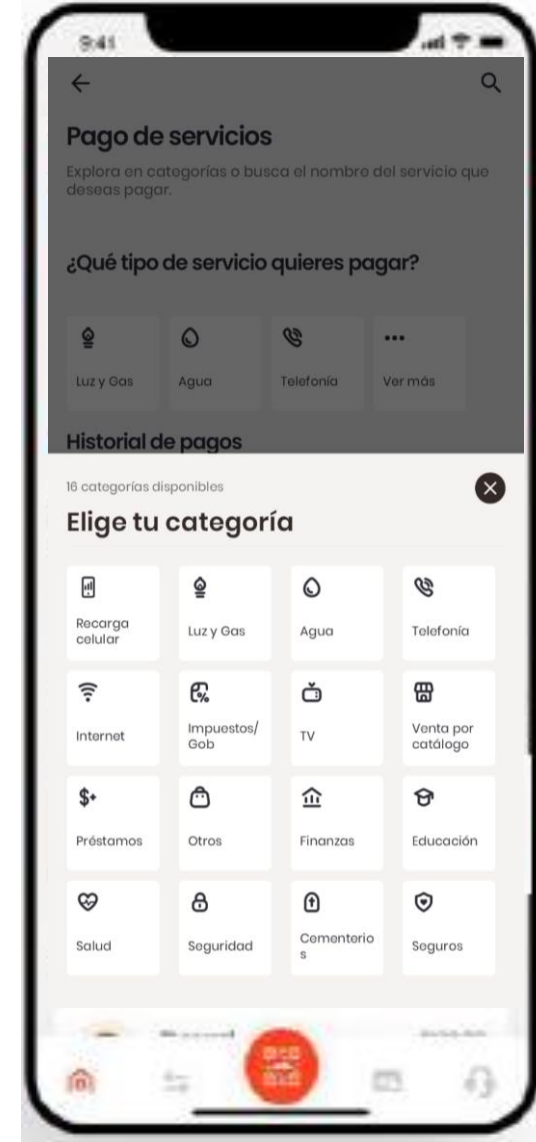 9:41
Pago de servicios
Explora en categorías o busca el nombre del servicio que
deseas pagar.
¿Qué tipo de servicio quieres pagar?
Luz y Gas
Agua
Telefonía
Ver más
Historial de pagos
16 categorías disponibles
Elige tu categoría
Recarga
celular
Luz y Gas
Agua
Telefonía
Internet
Impuestos/
Gob
TV
Venta por
catálogo
Préstamos
Otros
Finanzas
Educación
Salud
Seguridad
Cementerio
s
Seguros